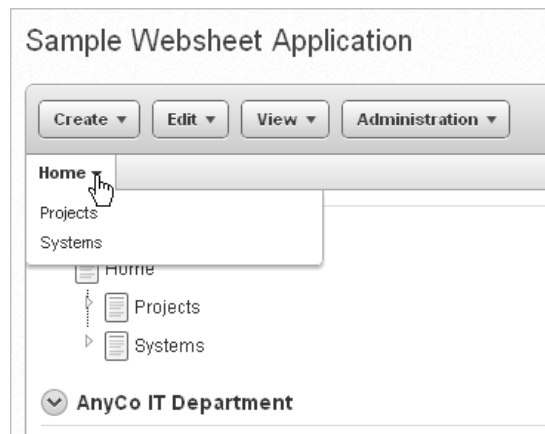 Sample Websheet Application
Create Edit View Administration
Home
Projects
Systems
Home
Projects
Systems
AnyCo IT Department